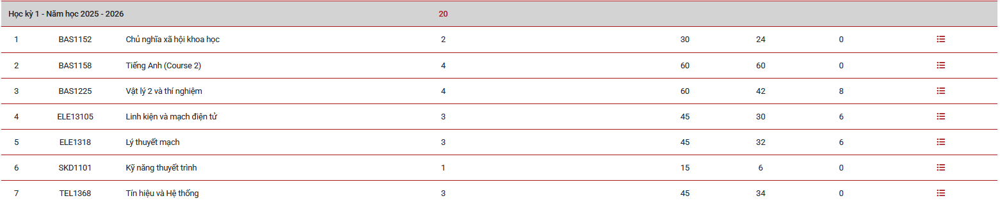 Học kỳ 1 - Năm học 2025 - 2026 20
1 BAS1152 Chủ nghĩa xã hội khoa học 2 30 24 0
2 BAS1158 Tiếng Anh (Course 2) 4 60 60 0
3 BAS1225 Vật lý 2 và thí nghiệm 4 60 42 8
4 ELE13105 Linh kiện và mạch điện tử 3 45 30 6
5 ELE1318 Lý thuyết mạch 3 45 32 6
6 SKD1101 Kỹ năng thuyết trình 1 15 6 0
7 TEL1368 Tín hiệu và Hệ thống 3 45 34 0